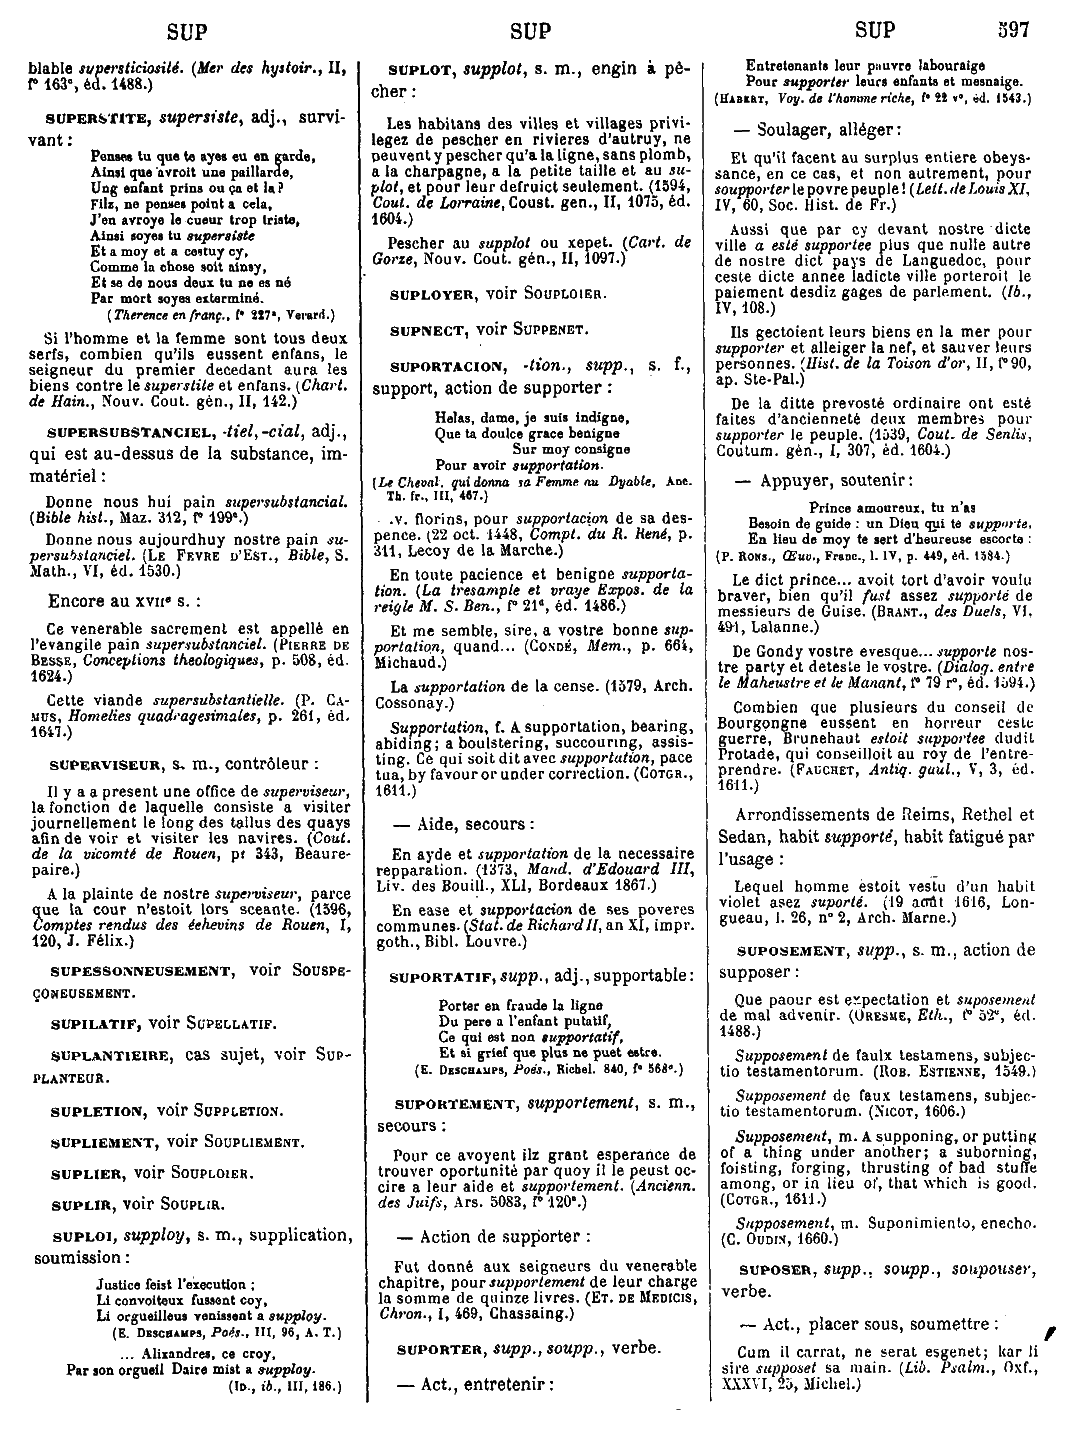 SUP SUP SUP 597
blable supersticiosité. (Mer des hystoir., II,
f° 163ᵃ, éd. 1488.)
SUPERSTITE, supersiste, adj., survi-
vant :
Penses tu que te ayes eu en garde,
Ainsi que avroit une paillarde,
Ung enfant prins ou ça et la?
Filz, ne penses point a cela,
J'en avroye le cueur trop triste,
Ainsi soyes tu supersiste
Et a moy et a cestuy cy,
Comme la chose soit ainsy,
Et se de nous deux tu ne es né
Par mort soyes exterminé.
(Therence en franç., f° 227ᵃ, Verard.)
Si l'homme et la femme sont tous deux
serfs, combien qu'ils eussent enfans, le
seigneur du premier decedant aura les
biens contre le superstite et enfans. (Chart.
de Hain., Nouv. Cout. gén., II, 142.)
SUPERSUBSTANCIEL, -tiel, -cial, adj.,
qui est au-dessus de la substance, im-
matériel :
Donne nous hui pain supersubstancial.
(Bible hist., Maz. 312, f° 199ᵉ.)
Donne nous aujourdhuy nostre pain su-
persubstanciel. (LE FEVRE D'EST., Bible, S.
Math., VI, éd. 1530.)
Encore au XVIIᵉ s. :
Ce venerable sacrement est appellé en
l'evangile pain supersubstanciel. (PIERRE DE
BESSE, Conceptions theologiques, p. 508, éd.
1624.)
Cette viande supersubstantielle. (P. CA-
MUS, Homelies quadragesimales, p. 261, éd.
1647.)
SUPERVISEUR, s. m., contrôleur :
Il y a a present une office de superviseur,
la fonction de laquelle consiste a visiter
journellement le long des tallus des quays
afin de voir et visiter les navires. (Cout.
de la vicomté de Rouen, pt 343, Beaure-
paire.)
A la plainte de nostre superviseur, parce
que la cour n'estoit lors sceante. (1596,
Comptes rendus des échevins de Rouen, I,
120, J. Félix.)
SUPESSONNEUSEMENT, voir SOUSPE-
ÇONEUSEMENT.
SUPILATIF, voir SUPELLATIF.
SUPLANTIEIRE, cas sujet, voir SUP-
PLANTEUR.
SUPLETION, voir SUPPLETION.
SUPLIEMENT, voir SOUPLIEMENT.
SUPLIER, voir SOUPLOIER.
SUPLIR, voir SOUPLIR.
SUPLOI, supploy, s. m., supplication,
soumission :
Justice feist l'execution ;
Li convoiteux fussent coy,
Li orgueilleus venissent a supploy.
(E. DESCHAMPS, Poés., III, 96, A. T.)
... Alixandres, ce croy,
Par son orgueil Daire mist a supploy.
(ID., ib., III, 186.)
SUPLOT, supplot, s. m., engin à pê-
cher :
Les habitans des villes et villages privi-
legez de pescher en rivieres d'autruy, ne
peuvent y pescher qu'a la ligne, sans plomb,
a la charpagne, a la petite taille et au su-
plot, et pour leur defruict seulement. (1594,
Cout. de Lorraine, Coust. gen., II, 1075, éd.
1604.)
Pescher au supplot ou xepet. (Cart. de
Gorze, Nouv. Cout. gén., II, 1097.)
SUPLOYER, voir SOUPLOIER.
SUPNECT, voir SUPPENET.
SUPORTACION, -tion, supp., s. f.,
support, action de supporter :
Helas, dame, je suis indigne,
Que ta doulce grace benigne
Sur moy consigne
Pour avoir supportation.
(Le Cheval. qui donna sa Femme au Dyable, Anc.
Th. fr., III, 467.)
.v. florins, pour supportacion de sa des-
pence. (22 oct. 1448, Compt. du R. René, p.
311, Lecoy de la Marche.)
En toute pacience et benigne supporta-
tion. (La tresample et vraye Expos. de la
reigle M. S. Ben., f° 21ᵈ, éd. 1486.)
Et me semble, sire, a vostre bonne sup-
portation, quand... (CONDÉ, Mem., p. 664,
Michaud.)
La supportation de la cense. (1579, Arch.
Cossonay.)
Supportation, f. A supportation, bearing,
abiding; a boulstering, succouring, assis-
ting. Ce qui soit dit avec supportation, pace
tua, by favour or under correction. (COTGR.,
1611.)
— Aide, secours :
En ayde et supportation de la necessaire
repparation. (1373, Mand. d'Edouard III,
Liv. des Bouill., XLI, Bordeaux 1867.)
En ease et supportacion de ses poveres
communes. (Stat. de Richard II, an XI, impr.
goth., Bibl. Louvre.)
SUPORTATIF, supp., adj., supportable :
Porter en fraude la ligne
Du pere a l'enfant putatif,
Ce qui est non supportatif,
Et si grief que plus ne puet estre.
(E. DESCHAMPS, Poés., Richel. 840, f° 568ᵃ.)
SUPORTEMENT, supportement, s. m.,
secours :
Pour ce avoyent ilz grant esperance de
trouver oportunité par quoy il le peust oc-
cire a leur aide et supportement. (Ancienn.
des Juifs, Ars. 5083, f° 120ᵃ.)
— Action de supporter :
Fut donné aux seigneurs du venerable
chapitre, pour supportement de leur charge
la somme de quinze livres. (ET. DE MEDICIS,
Chron., I, 469, Chassaing.)
SUPORTER, supp., soupp., verbe.
— Act., entretenir :
Entretenants leur pauvre labouraige
Pour supporter leurs enfants et mesnaige.
(HABERT, Voy. de l'homme riche, f° 22 v°, éd. 1543.)
— Soulager, alléger :
Et qu'il facent au surplus entiere obeys-
sance, en ce cas, et non autrement, pour
soupporter le povre peuple! (Lett. de Louis XI,
IV, 60, Soc. Hist. de Fr.)
Aussi que par cy devant nostre dicte
ville a esté supportee plus que nulle autre
de nostre dict pays de Languedoc, pour
ceste dicte année ladicte ville porteroit le
paiement desdiz gages de parlement. (Ib.,
IV, 108.)
Ils gectoient leurs biens en la mer pour
supporter et alleiger la nef, et sauver leurs
personnes. (Hist. de la Toison d'or, II, f° 90,
ap. Ste-Pal.)
De la ditte prevosté ordinaire ont esté
faites d'ancienneté deux membres pour
supporter le peuple. (1539, Cout. de Senlis,
Coutum. gén., I, 307, éd. 1604.)
— Appuyer, soutenir :
Prince amoureux, tu n'as
Besoin de guide : un Dieu qui te supporte,
En lieu de moy te sert d'heureuse escorte :
(P. RONS., Œuv., Franc., l. IV, p. 449, éd. 1584.)
Le dict prince... avoit tort d'avoir voulu
braver, bien qu'il fust assez supporté de
messieurs de Guise. (BRANT., des Duels, VI,
491, Lalanne.)
De Gondy vostre evesque... supporte nos-
tre party et deteste le vostre. (Dialog. entre
le Maheustre et le Manant, f° 79 r°, éd. 1594.)
Combien que plusieurs du conseil de
Bourgongne eussent en horreur ceste
guerre, Brunehaut estoit supportee dudit
Protade, qui conseilloit au roy de l'entre-
prendre. (FAUCHET, Antiq. gaul., V, 3, éd.
1611.)
Arrondissements de Reims, Rethel et
Sedan, habit supporté, habit fatigué par
l'usage :
Lequel homme estoit vestu d'un habit
violet asez suporté. (19 août 1616, Lon-
gueau, l. 26, n° 2, Arch. Marne.)
SUPOSEMENT, supp., s. m., action de
supposer :
Que paour est expectation et suposement
de mal advenir. (ORESME, Eth., f° 52ᶜ, éd.
1488.)
Supposement de faulx testamens, subjec-
tio testamentorum. (ROB. ESTIENNE, 1549.)
Supposement de faux testamens, subjec-
tio testamentorum. (NICOT, 1606.)
Supposement, m. A supponing, or putting
of a thing under another; a suborning,
foisting, forging, thrusting of bad stuffe
among, or in lieu of, that which is good.
(COTGR., 1611.)
Supposement, m. Suponimiento, enecho.
(C. OUDIN, 1660.)
SUPOSER, supp., soupp., soupouser,
verbe.
— Act., placer sous, soumettre :
Cum il carrat, ne serat esgenet; kar li
sire supposet sa main. (Lib. Psalm., Oxf.,
XXXVI, 25, Michel.)